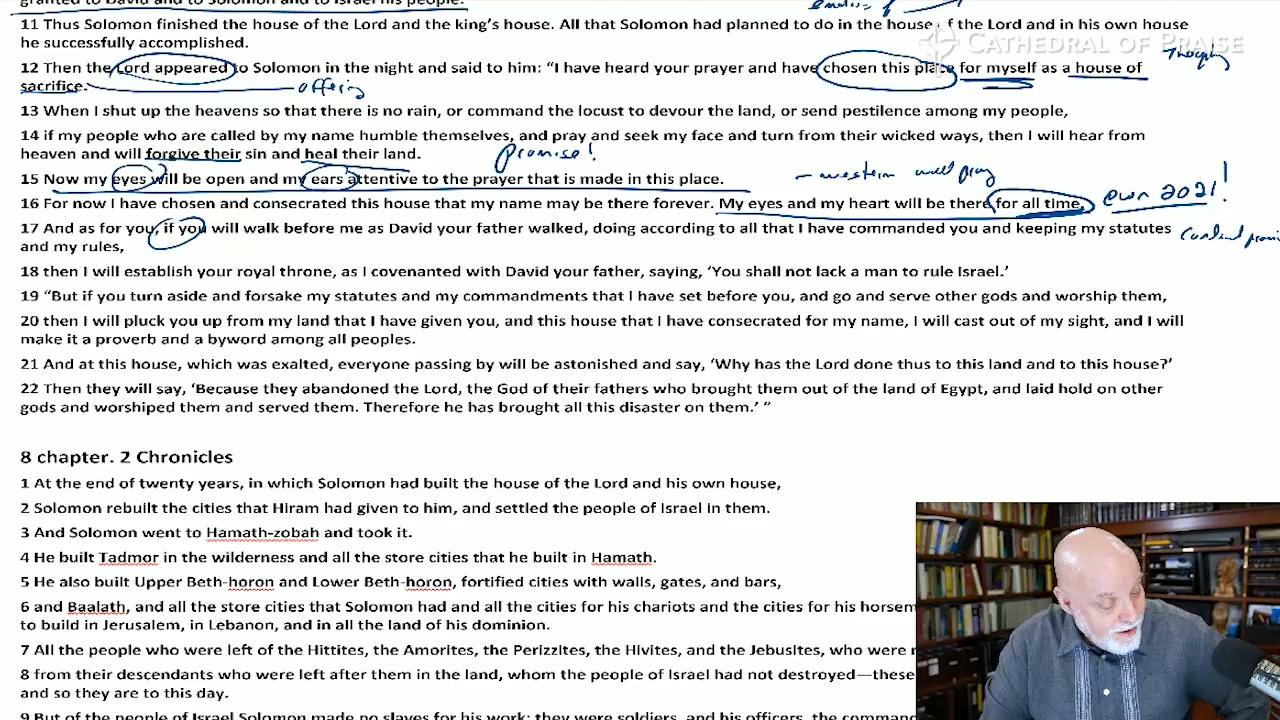 granted to David and to Solomon and to Israel his people.
11 Thus Solomon finished the house of the Lord and the king's house. All that Solomon had planned to do in the house of the Lord and in his own house
he successfully accomplished.
CATHEDRAL OF PRAISE
12 Then the Lord appeared to Solomon in the night and said to him: "I have heard your prayer and have chosen this place for myself as a house of
sacrifice.
offering
13 When I shut up the heavens so that there is no rain, or command the locust to devour the land, or send pestilence among my people,
14 if my people who are called by my name humble themselves, and pray and seek my face and turn from their wicked ways, then I will hear from
heaven and will forgive their sin and heal their land.
promise!
15 Now my eyes will be open and my ears attentive to the prayer that is made in this place.
- western wall pray
16 For now I have chosen and consecrated this house that my name may be there forever. My eyes and my heart will be there for all time.
even 2021!
17 And as for you, if you will walk before me as David your father walked, doing according to all that I have commanded you and keeping my statutes
and my rules,
18 then I will establish your royal throne, as I covenanted with David your father, saying, 'You shall not lack a man to rule Israel.'
19 "But if you turn aside and forsake my statutes and my commandments that I have set before you, and go and serve other gods and worship them,
20 then I will pluck you up from my land that I have given you, and this house that I have consecrated for my name, I will cast out of my sight, and I will
make it a proverb and a byword among all peoples.
21 And at this house, which was exalted, everyone passing by will be astonished and say, 'Why has the Lord done thus to this land and to this house?'
22 Then they will say, 'Because they abandoned the Lord, the God of their fathers who brought them out of the land of Egypt, and laid hold on other
gods and worshiped them and served them. Therefore he has brought all this disaster on them.' "
8 chapter. 2 Chronicles
1 At the end of twenty years, in which Solomon had built the house of the Lord and his own house,
2 Solomon rebuilt the cities that Hiram had given to him, and settled the people of Israel in them.
3 And Solomon went to Hamath-zobah and took it.
4 He built Tadmor in the wilderness and all the store cities that he built in Hamath.
5 He also built Upper Beth-horon and Lower Beth-horon, fortified cities with walls, gates, and bars,
6 and Baalath, and all the store cities that Solomon had and all the cities for his chariots and the cities for his horsem
to build in Jerusalem, in Lebanon, and in all the land of his dominion.
7 All the people who were left of the Hittites, the Amorites, the Perizzites, the Hivites, and the Jebusites, who were
8 from their descendants who were left after them in the land, whom the people of Israel had not destroyed—these
and so they are to this day.
9 But of the people of Israel Solomon made no slaves for his work; they were soldiers, and his officers, the comman